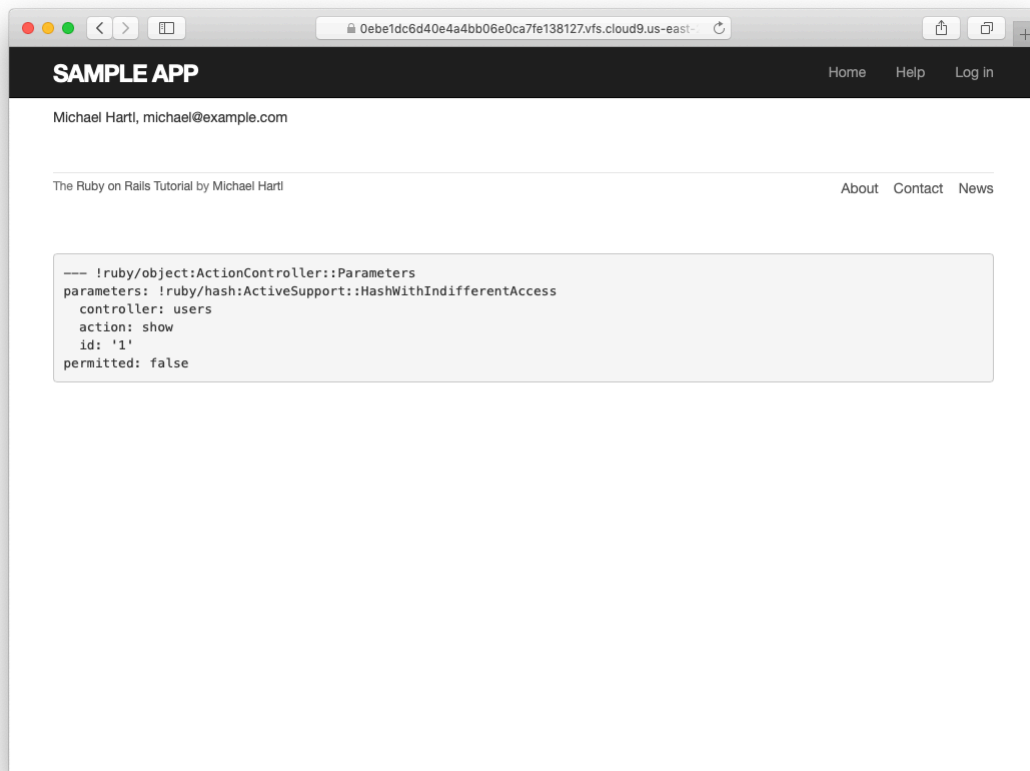 0ebe1dc6d40e4a4bb06e0ca7fe138127.vfs.cloud9.us-east-
SAMPLE APP Home Help Log in
Michael Hartl, michael@example.com
The Ruby on Rails Tutorial by Michael Hartl About Contact News
--- !ruby/object:ActionController::Parameters
parameters: !ruby/hash:ActiveSupport::HashWithIndifferentAccess
  controller: users
  action: show
  id: '1'
permitted: false